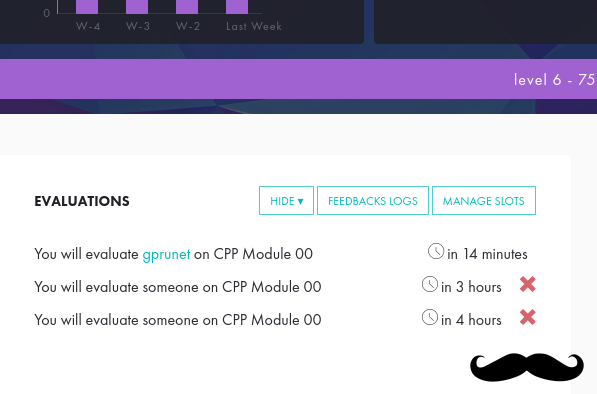 0
W-4 W-3 W-2 Last Week
level 6 - 75
EVALUATIONS HIDE ▾ FEEDBACKS LOGS MANAGE SLOTS
You will evaluate gprunet on CPP Module 00 in 14 minutes
You will evaluate someone on CPP Module 00 in 3 hours
You will evaluate someone on CPP Module 00 in 4 hours